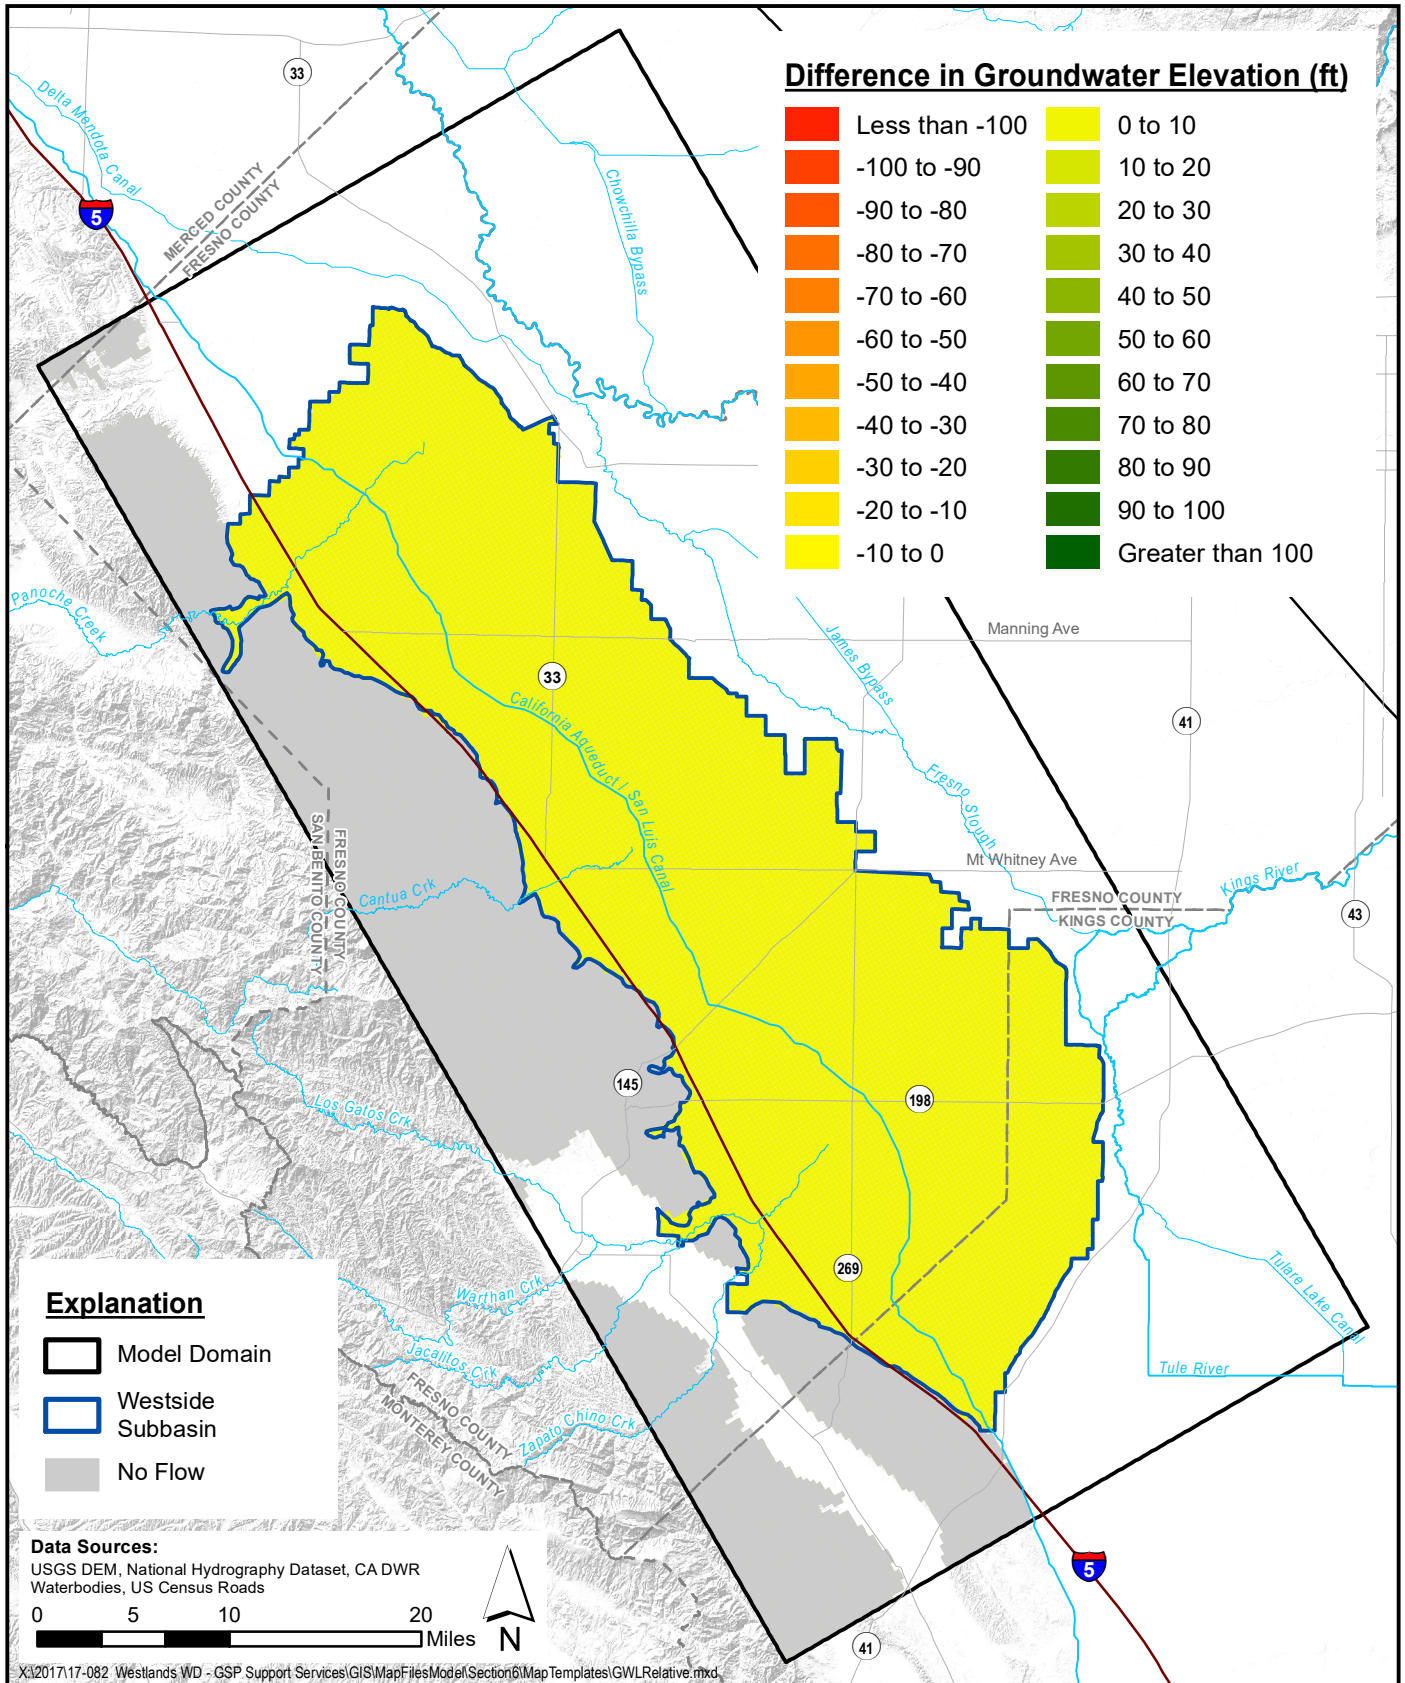 Difference in Groundwater Elevation (ft)
Less than -100
-100 to -90
-90 to -80
-80 to -70
-70 to -60
-60 to -50
-50 to -40
-40 to -30
-30 to -20
-20 to -10
-10 to 0
0 to 10
10 to 20
20 to 30
30 to 40
40 to 50
50 to 60
60 to 70
70 to 80
80 to 90
90 to 100
Greater than 100
33
Delta Mendota Canal
5
MERCED COUNTY
FRESNO COUNTY
Chowchilla Bypass
Panoche Creek
James Bypass
Manning Ave
33
41
California Aqueduct / San Luis Canal
Fresno Slough
SAN BENITO COUNTY
FRESNO COUNTY
Mt Whitney Ave
Kings River
Cantua Crk
FRESNO COUNTY
KINGS COUNTY
43
145
198
Los Gatos Crk
269
Warthan Crk
Tulare Lake Canal
Jacalitos Crk
Tule River
FRESNO COUNTY
MONTEREY COUNTY
Zapato Chino Crk
5
41
Explanation
Model Domain
Westside
Subbasin
No Flow
Data Sources:
USGS DEM, National Hydrography Dataset, CA DWR
Waterbodies, US Census Roads
0 5 10 20
Miles
N
X:\2017\17-082 Westlands WD - GSP Support Services\GIS\MapFilesModel\Section6\MapTemplates\GWLRelative.mxd